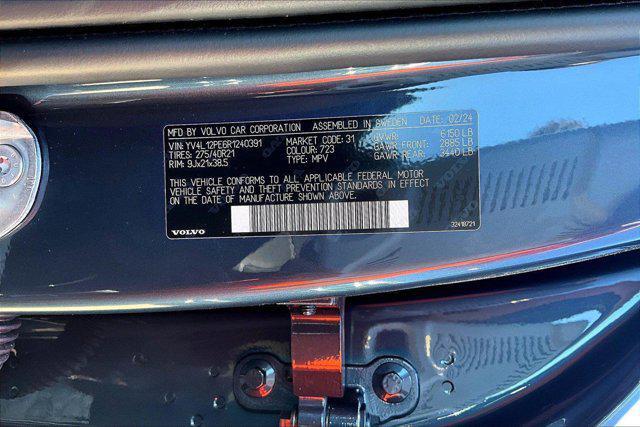 MFD BY VOLVO CAR CORPORATION ASSEMBLED IN SWEDEN DATE: 02/24
VIN: YV4L12PE6R1240391 MARKET CODE: 31 GVWR: 6150 LB
TIRES: 275/40R21 COLOUR: 723 GAWR FRONT: 2885 LB
RIM: 9Jx21x38.5 TYPE: MPV GAWR REAR: 3440 LB
THIS VEHICLE CONFORMS TO ALL APPLICABLE FEDERAL MOTOR
VEHICLE SAFETY AND THEFT PREVENTION STANDARDS IN EFFECT
ON THE DATE OF MANUFACTURE SHOWN ABOVE.
VOLVO 32418721